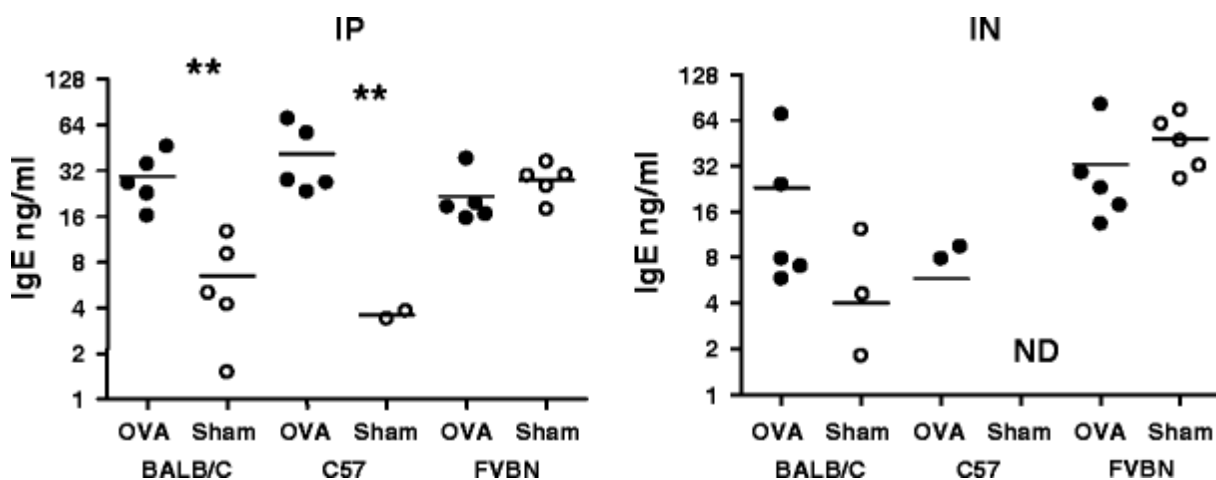 IP
**
**
IgE ng/ml
128
64
32
16
8
4
2
1
OVA Sham OVA Sham OVA Sham
BALB/C C57 FVBN
IN
IgE ng/ml
128
64
32
16
8
4
2
1
ND
OVA Sham OVA Sham OVA Sham
BALB/C C57 FVBN